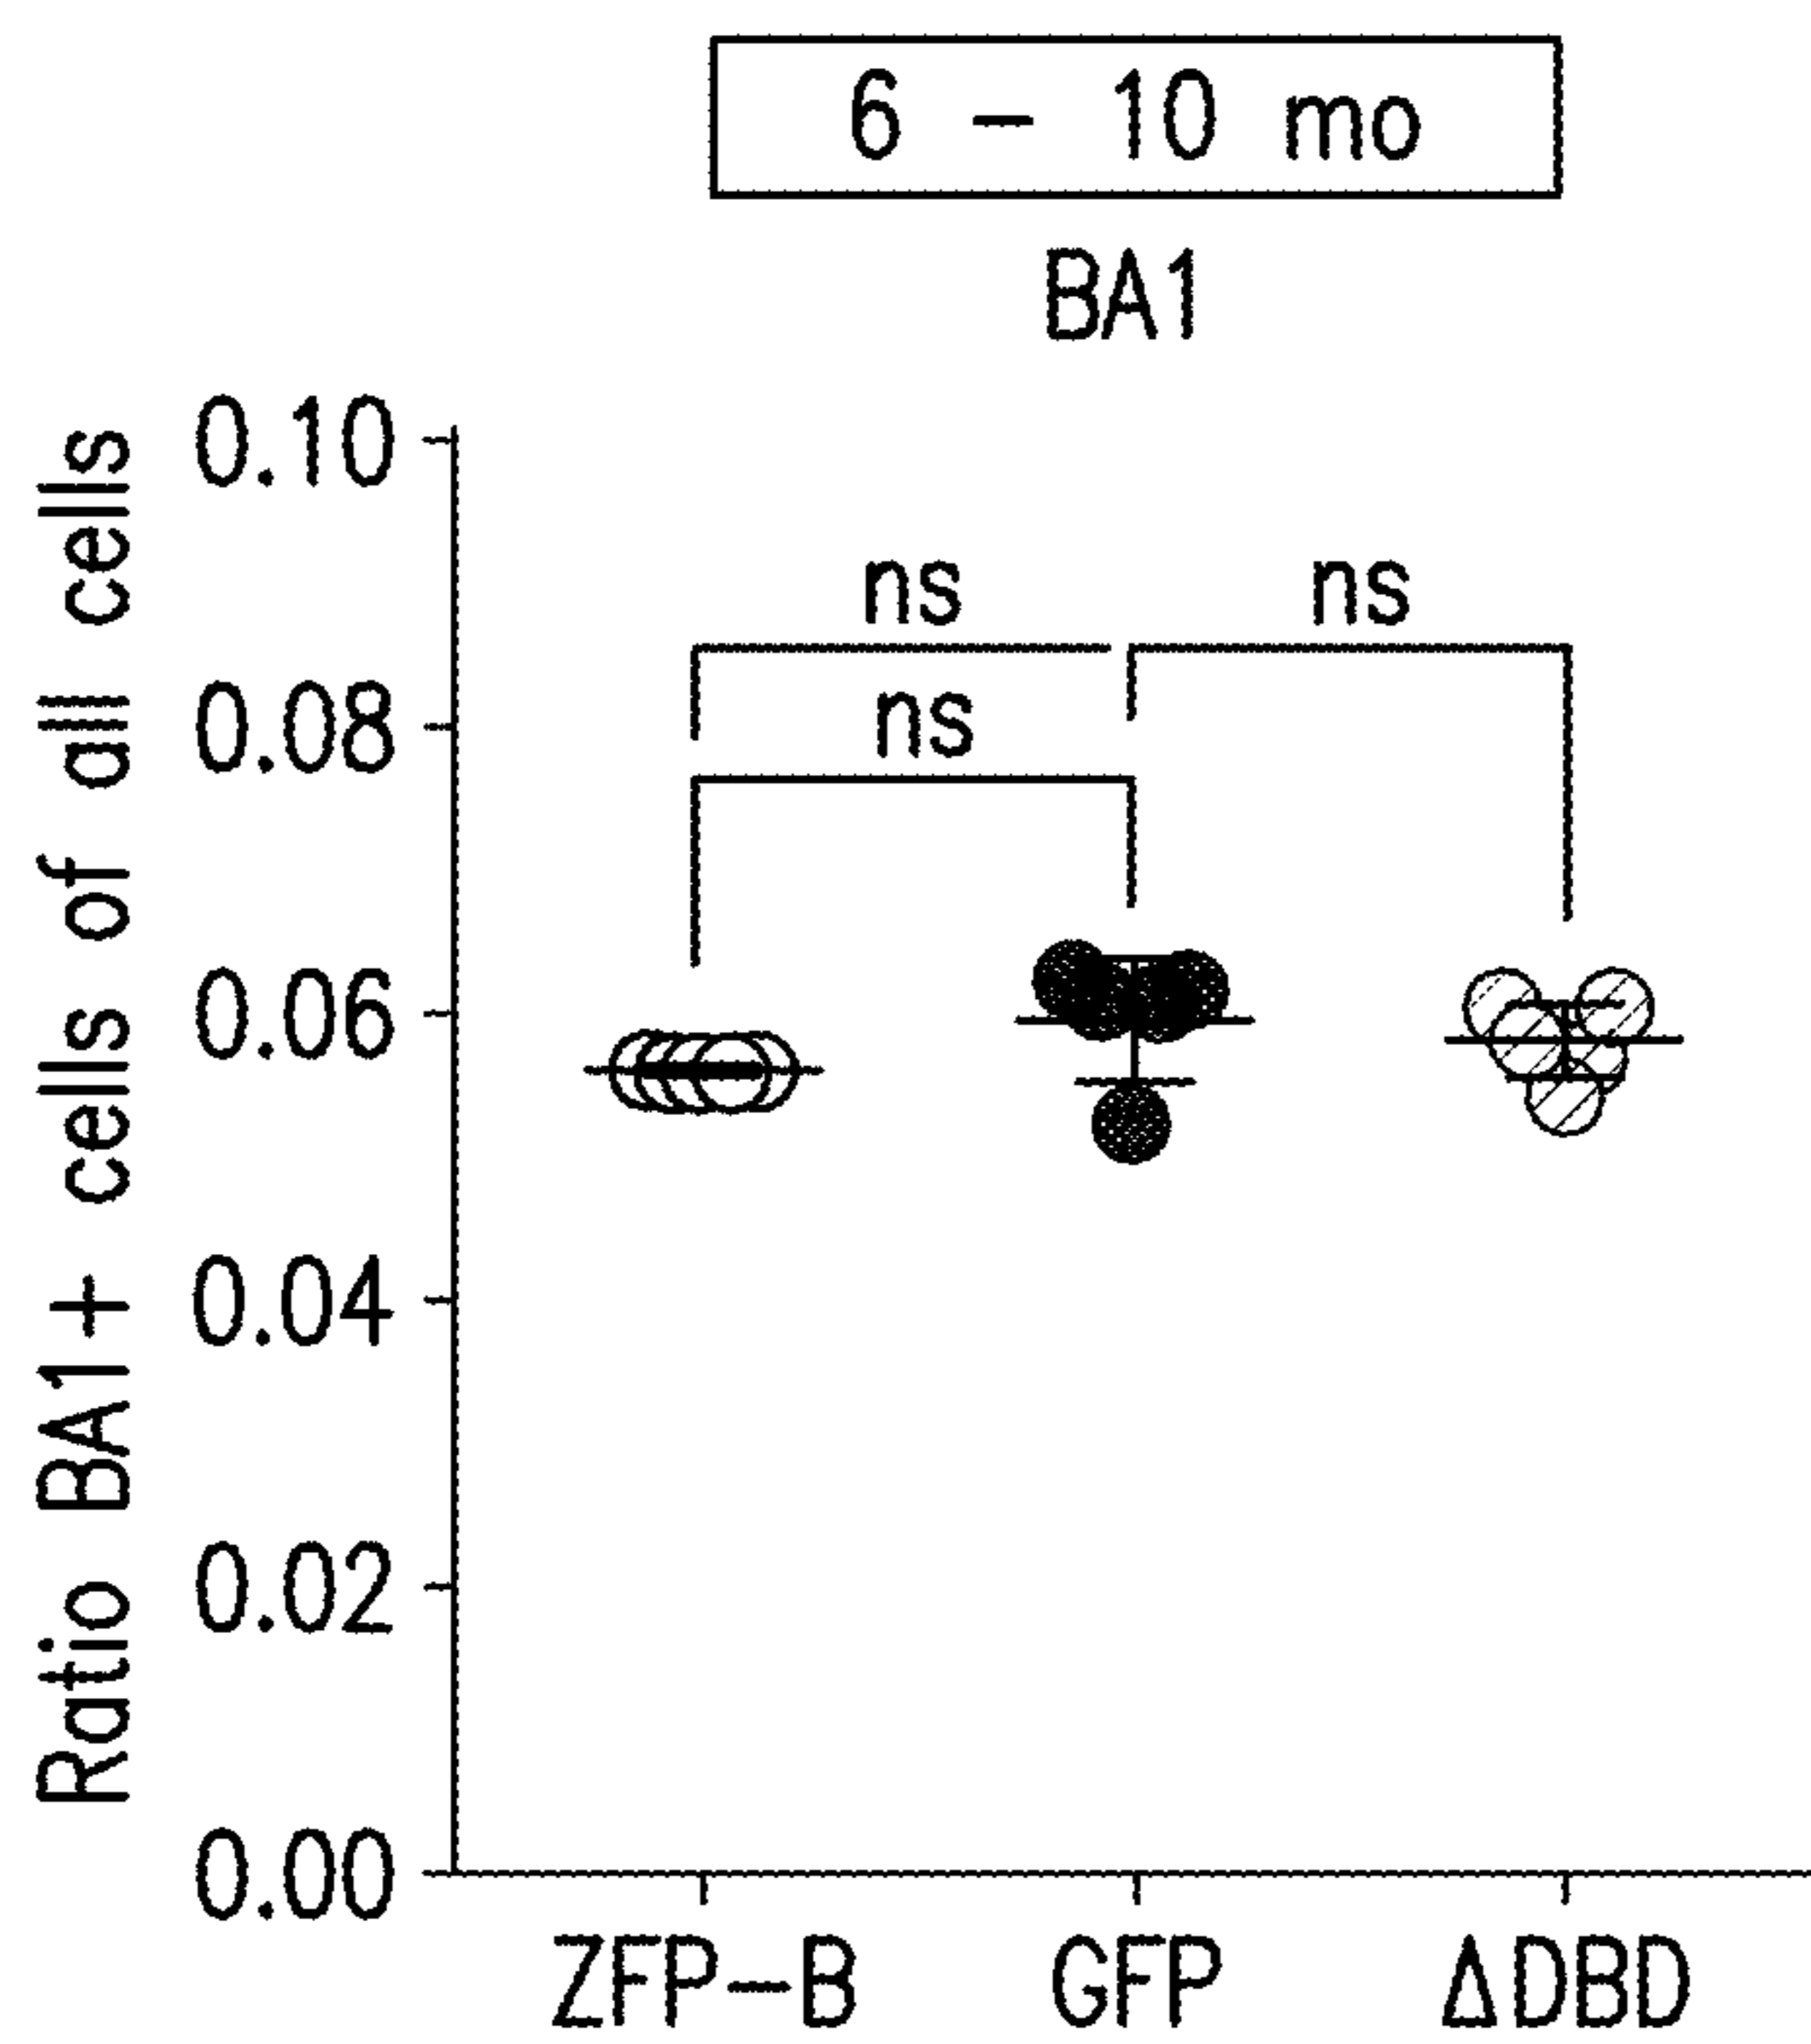 6 – 10 mo
BA1
Ratio BA1+ cells of all cells
0.10
0.08
0.06
0.04
0.02
0.00
ns
ns
ns
ZFP-B
GFP
ΔDBD